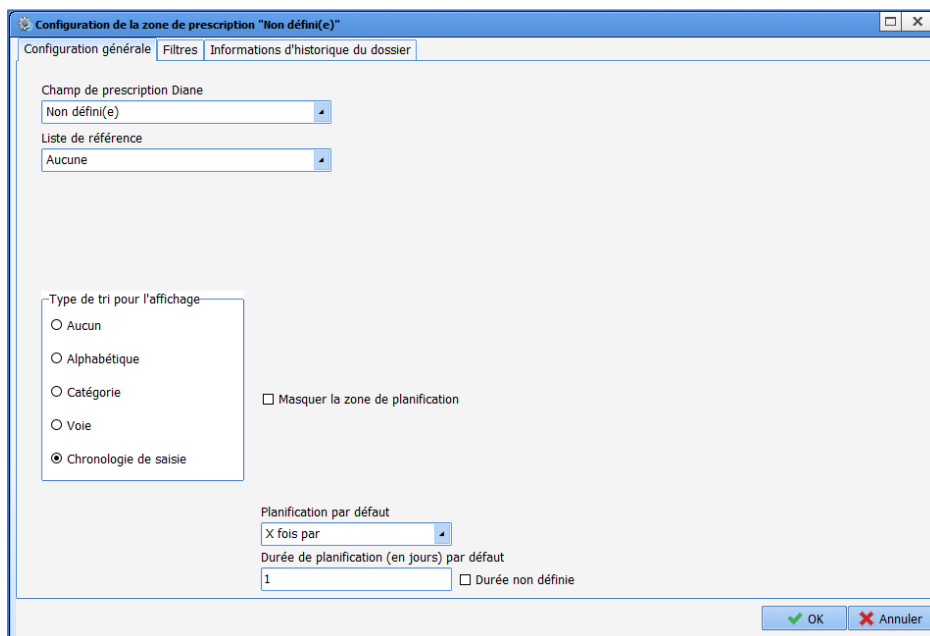 Configuration de la zone de prescription "Non défini(e)"
Configuration générale Filtres Informations d'historique du dossier
Champ de prescription Diane
Non défini(e)
Liste de référence
Aucune
Type de tri pour l'affichage
Aucun
Alphabétique
Catégorie
Voie
Chronologie de saisie
Masquer la zone de planification
Planification par défaut
X fois par
Durée de planification (en jours) par défaut
1
Durée non définie
OK Annuler